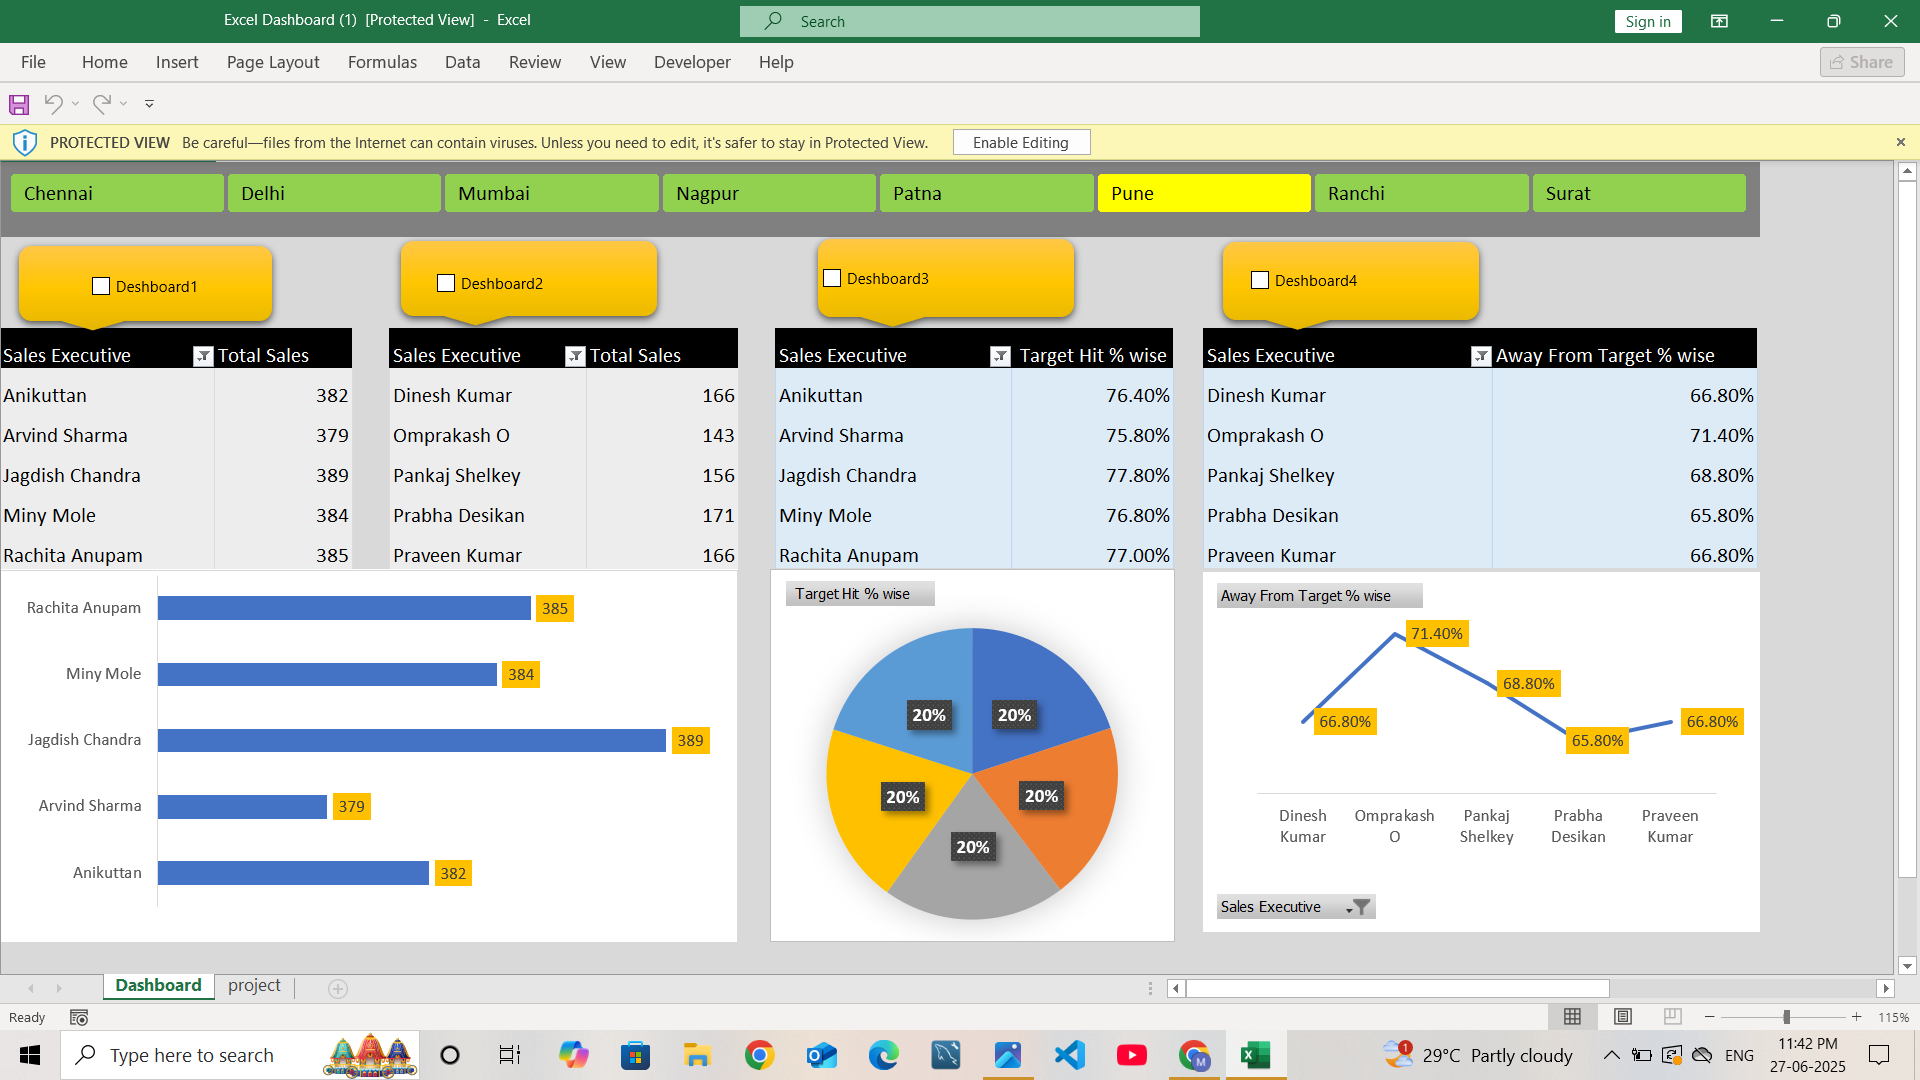 Excel Dashboard (1) [Protected View] - Excel
Search
Sign in
File Home Insert Page Layout Formulas Data Review View Developer Help
Share
PROTECTED VIEW Be careful—files from the Internet can contain viruses. Unless you need to edit, it's safer to stay in Protected View. Enable Editing
Chennai Delhi Mumbai Nagpur Patna Pune Ranchi Surat
Deshboard1 Deshboard2 Deshboard3 Deshboard4
Sales Executive Total Sales Sales Executive Total Sales Sales Executive Target Hit % wise Sales Executive Away From Target % wise
Anikuttan 382 Dinesh Kumar 166 Anikuttan 76.40% Dinesh Kumar 66.80%
Arvind Sharma 379 Omprakash O 143 Arvind Sharma 75.80% Omprakash O 71.40%
Jagdish Chandra 389 Pankaj Shelkey 156 Jagdish Chandra 77.80% Pankaj Shelkey 68.80%
Miny Mole 384 Prabha Desikan 171 Miny Mole 76.80% Prabha Desikan 65.80%
Rachita Anupam 385 Praveen Kumar 166 Rachita Anupam 77.00% Praveen Kumar 66.80%
Rachita Anupam 385
Miny Mole 384
Jagdish Chandra 389
Arvind Sharma 379
Anikuttan 382
Target Hit % wise
20% 20%
20% 20%
20%
Away From Target % wise
71.40%
68.80%
66.80% 66.80%
65.80%
Dinesh Omprakash Pankaj Prabha Praveen
Kumar O Shelkey Desikan Kumar
Sales Executive
Dashboard project
Ready
115%
Type here to search
1
M
29°C Partly cloudy
ENG
11:42 PM
27-06-2025